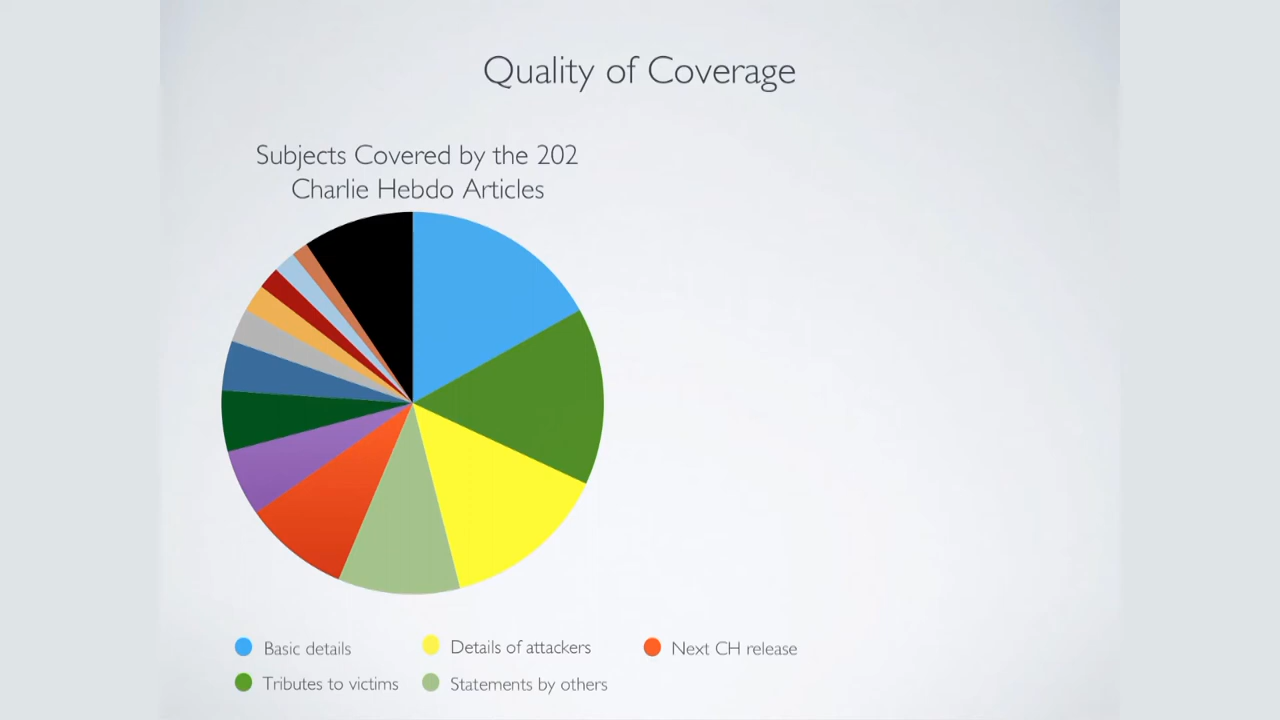 Quality of Coverage
Subjects Covered by the 202
Charlie Hebdo Articles
Basic details
Details of attackers
Next CH release
Tributes to victims
Statements by others